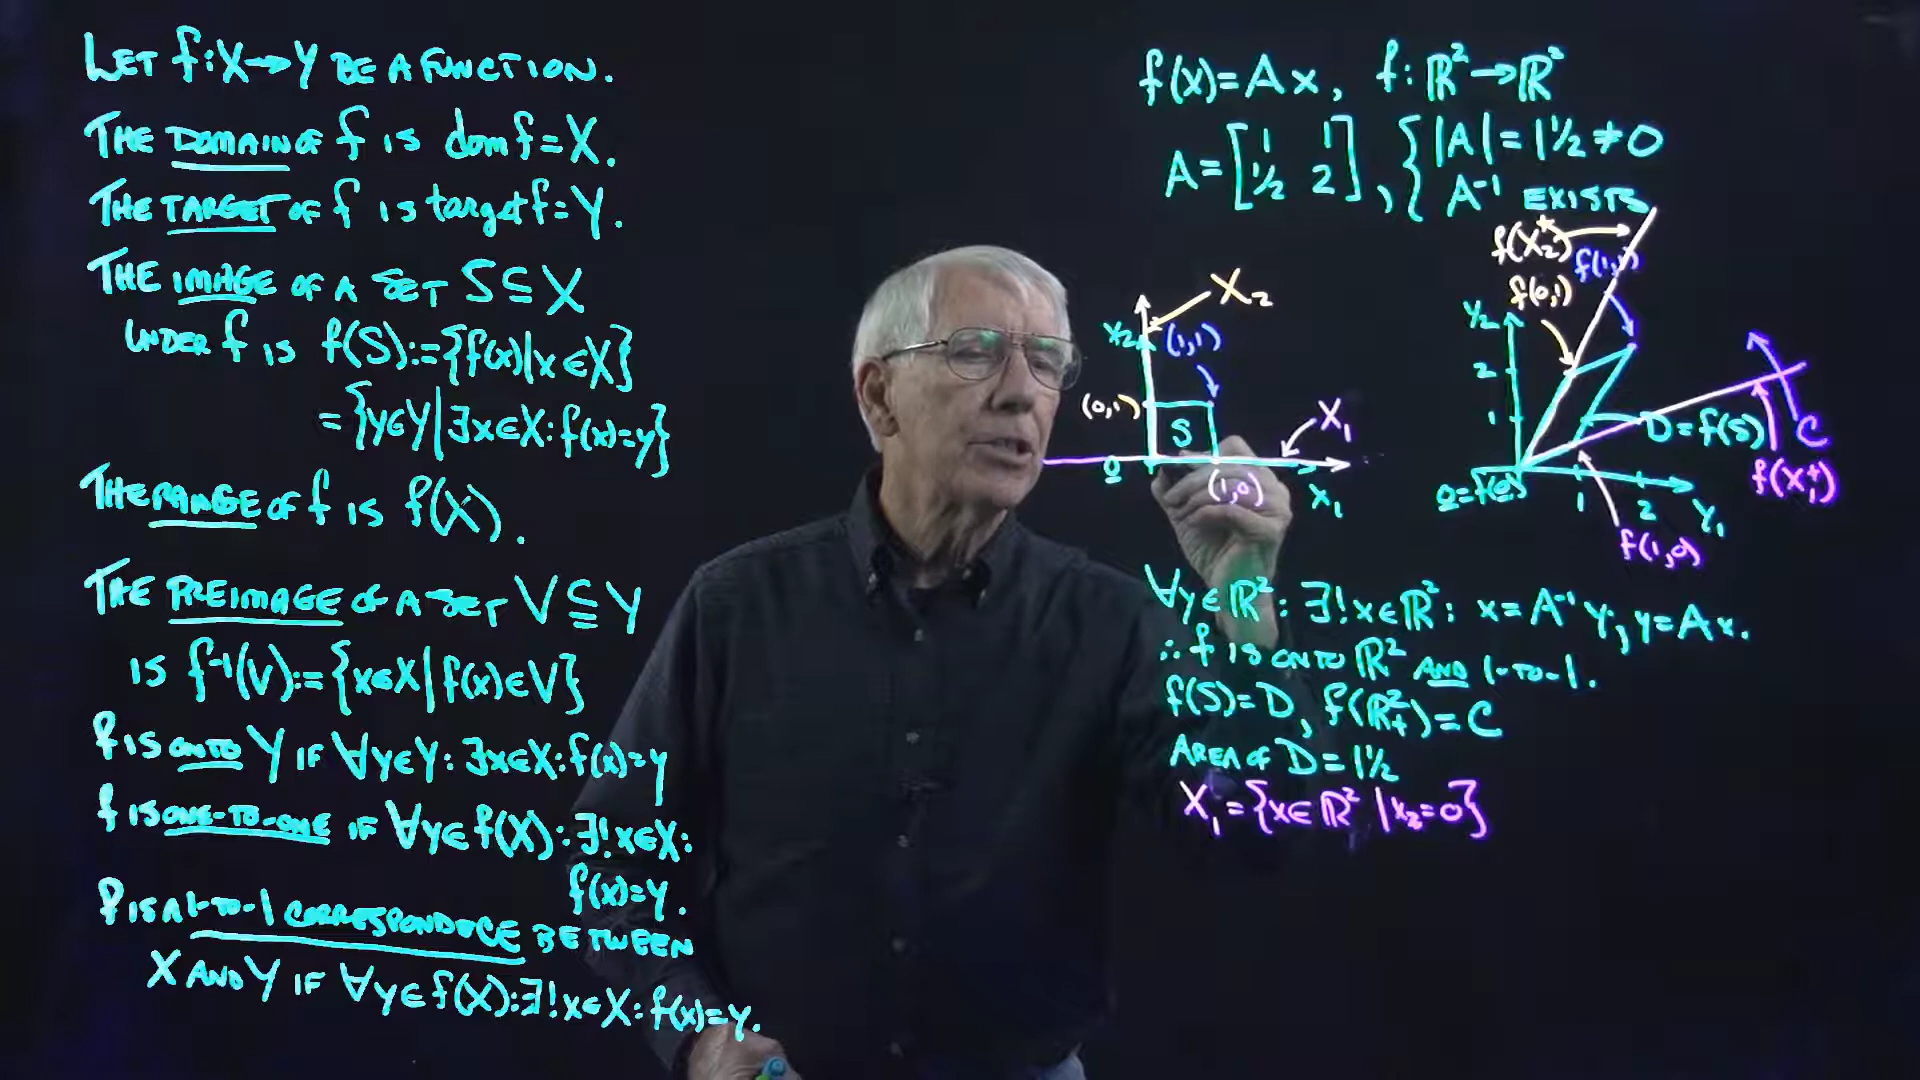 LET f:X→Y BE A FUNCTION.
THE DOMAIN OF f IS dom f=X.
THE TARGET OF f IS target f=Y.
THE IMAGE OF A SET S⊆X
UNDER f IS f(S):={f(x)|x∈X}
={y∈Y|∃x∈X:f(x)=y}
THE RANGE OF f IS f(X).
THE PREIMAGE OF A SET V⊆Y
IS f⁻¹(V):={x∈X|f(x)∈V}
f IS ONTO Y IF ∀y∈Y:∃x∈X:f(x)=y
f IS ONE-TO-ONE IF ∀y∈f(X):∃!x∈X:
f(x)=y.
f IS A 1-TO-1 CORRESPONDECE BETWEEN
X AND Y IF ∀y∈f(X):∃!x∈X:f(x)=y.
f(x)=Ax, f:ℝ²→ℝ²
A=[1 1
½ 2], {|A|=1½≠0
A⁻¹ EXISTS
X₂
x₂
(1,1)
(0,1)
S
X₁
0
(1,0)
x₁
f(X₂⁺)
f(1,1)
f(0,1)
y₂
2
1
D=f(S)
C
f(X₁⁺)
0=f(0)
1
2
y₁
f(1,0)
∀y∈ℝ²:∃!x∈ℝ²: x=A⁻¹y, y=Ax.
∴ f IS ONTO ℝ² AND 1-TO-1.
f(S)=D, f(ℝ²₊)=C
AREA OF D=1½
X₁={x∈ℝ²|x₂=0}